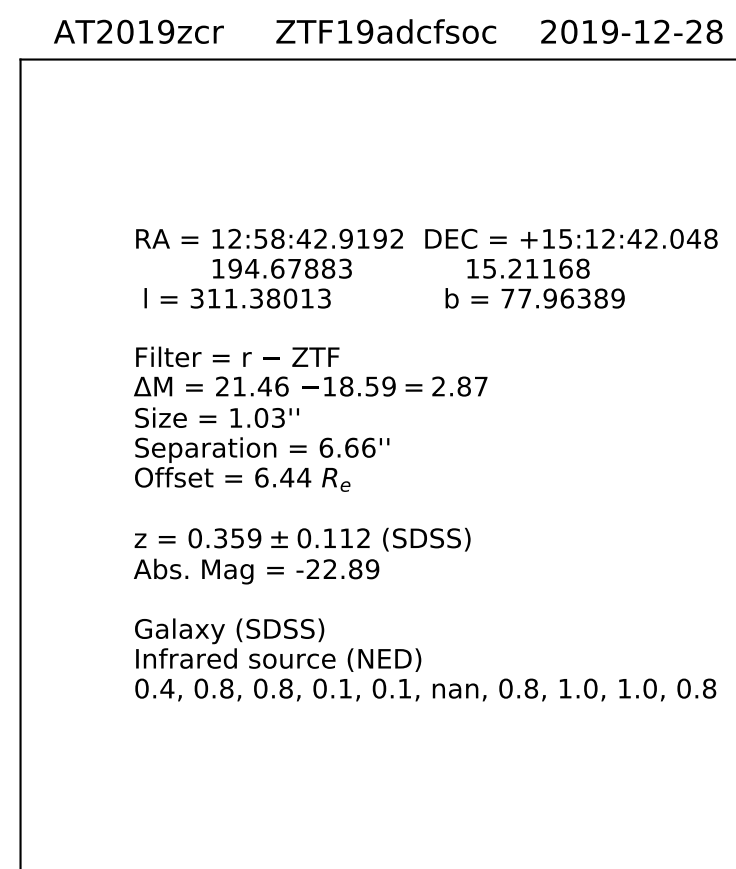 AT2019zcr ZTF19adcfsoc 2019-12-28
RA = 12:58:42.9192 DEC = +15:12:42.048
194.67883 15.21168
l = 311.38013 b = 77.96389
Filter = r − ZTF
ΔM = 21.46 −18.59 = 2.87
Size = 1.03''
Separation = 6.66''
Offset = 6.44 Re
z = 0.359 ± 0.112 (SDSS)
Abs. Mag = -22.89
Galaxy (SDSS)
Infrared source (NED)
0.4, 0.8, 0.8, 0.1, 0.1, nan, 0.8, 1.0, 1.0, 0.8